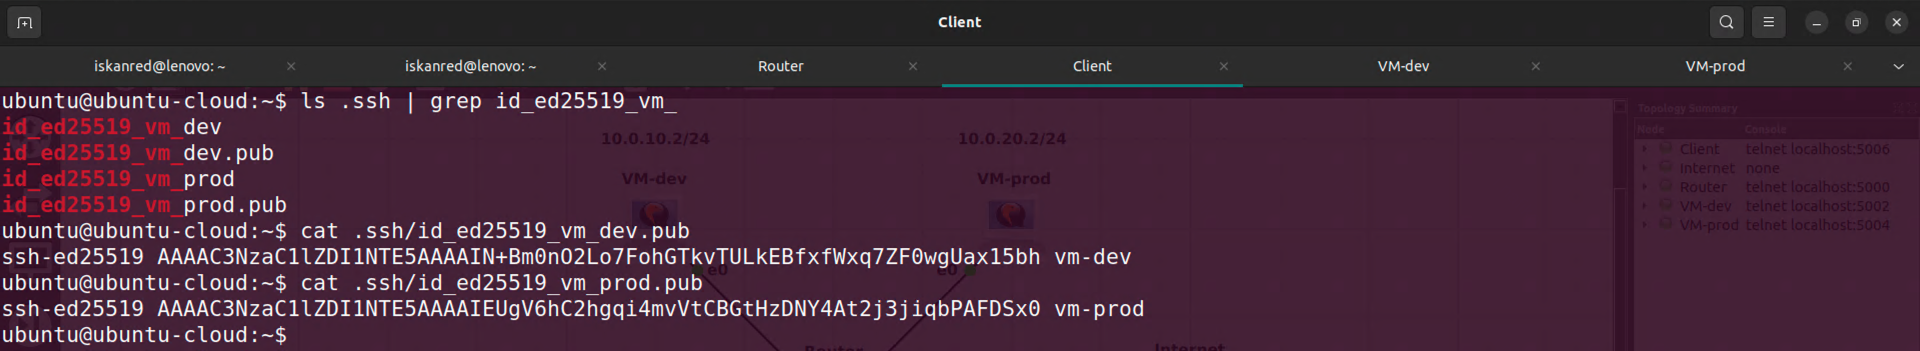 Client
iskanred@lenovo: ~
iskanred@lenovo: ~
Router
Client
VM-dev
VM-prod
ubuntu@ubuntu-cloud:~$ ls .ssh | grep id_ed25519_vm_
id_ed25519_vm_dev
id_ed25519_vm_dev.pub
id_ed25519_vm_prod
id_ed25519_vm_prod.pub
ubuntu@ubuntu-cloud:~$ cat .ssh/id_ed25519_vm_dev.pub
ssh-ed25519 AAAAC3NzaC1lZDI1NTE5AAAAIN+Bm0nO2Lo7FohGTkvTULkEBfxfWxq7ZF0wgUax15bh vm-dev
ubuntu@ubuntu-cloud:~$ cat .ssh/id_ed25519_vm_prod.pub
ssh-ed25519 AAAAC3NzaC1lZDI1NTE5AAAAIEUgV6hC2hgqi4mvVtCBGtHzDNY4At2j3jiqbPAFDSx0 vm-prod
ubuntu@ubuntu-cloud:~$
10.0.10.2/24
10.0.20.2/24
VM-dev
VM-prod
e0
e0
Router
Internet
Topology Summary
Node Console
Client telnet localhost:5006
Internet none
Router telnet localhost:5000
VM-dev telnet localhost:5002
VM-prod telnet localhost:5004